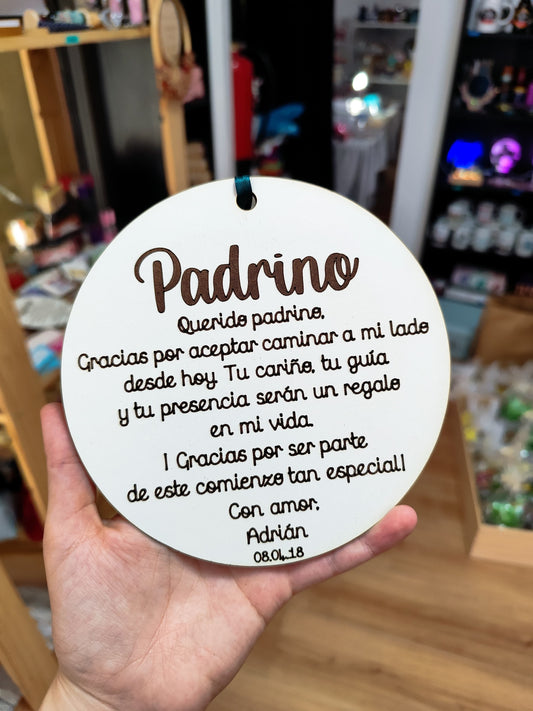 Padrino
Querido padrino,
Gracias por aceptar caminar a mi lado
desde hoy. Tu cariño, tu guía
y tu presencia serán un regalo
en mi vida.
¡Gracias por ser parte
de este comienzo tan especial!
Con amor,
Adrián
08.04.18